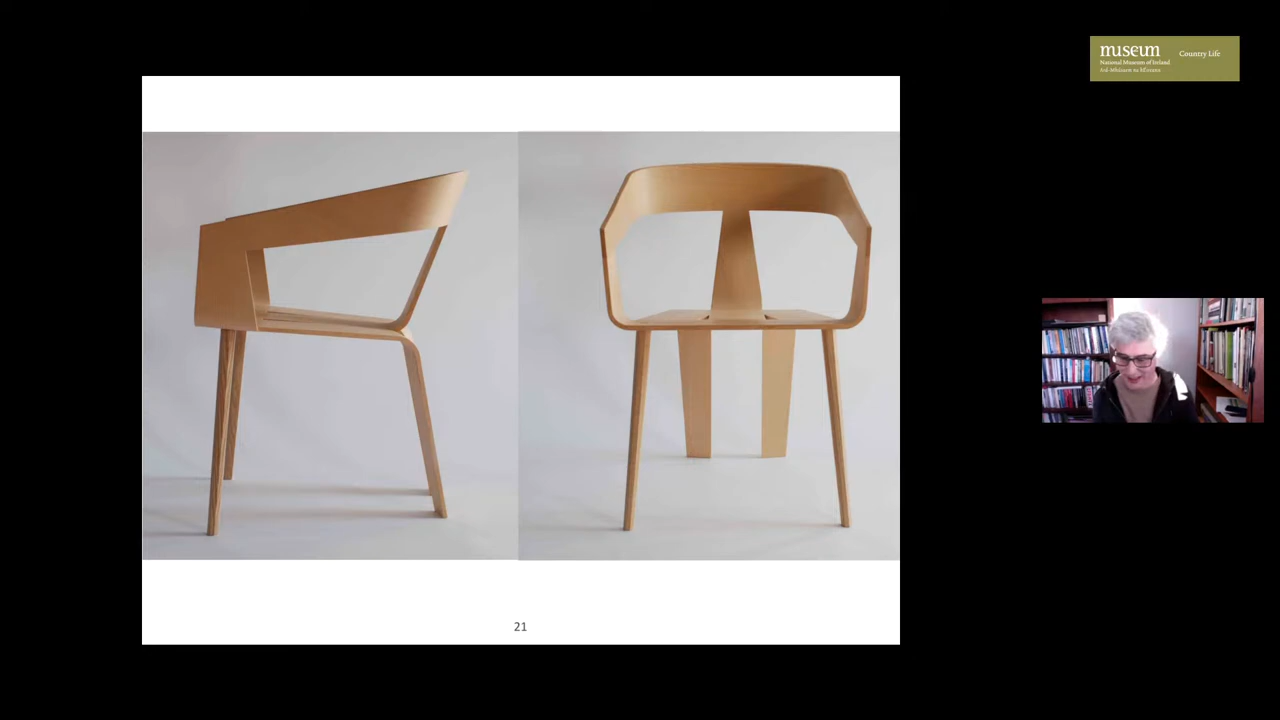 museum
Country Life
National Museum of Ireland
Ard-Mhúsaem na hÉireann
21